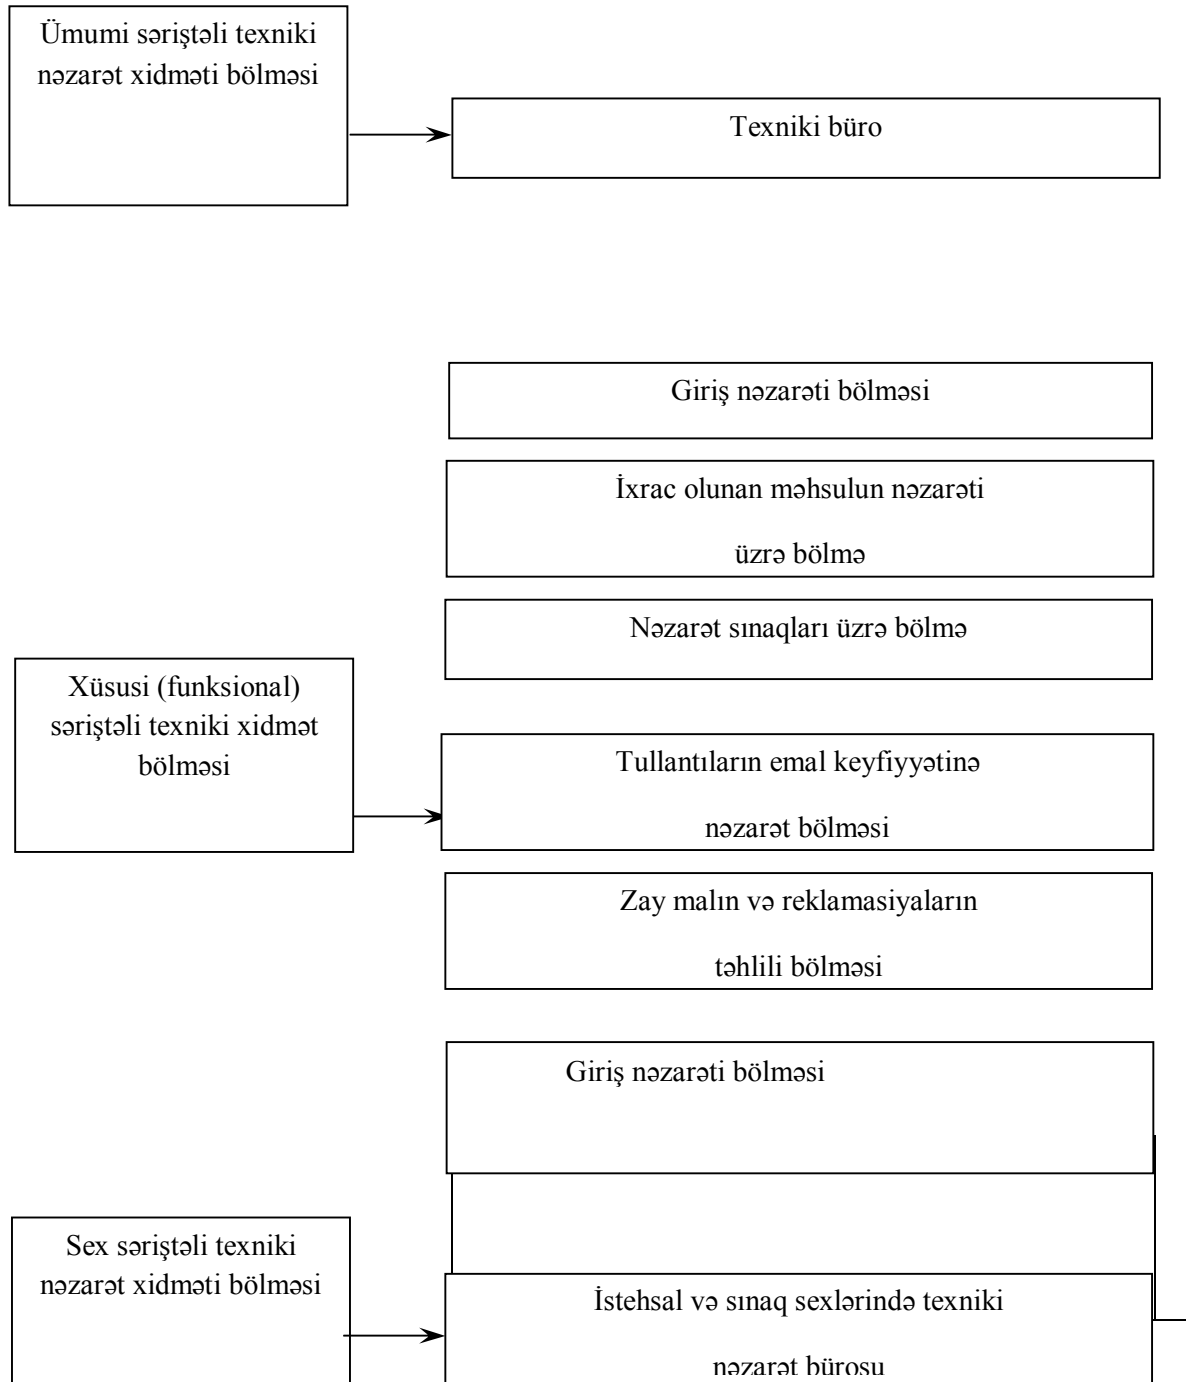 Ümumi səriştəli texniki
nəzarət xidməti bölməsi
Texniki büro
Giriş nəzarəti bölməsi
İxrac olunan məhsulun nəzarəti
üzrə bölmə
Nəzarət sınaqları üzrə bölmə
Xüsusi (funksional)
səriştəli texniki xidmət
bölməsi
Tullantıların emal keyfiyyətinə
nəzarət bölməsi
Zay malın və reklamasiyaların
təhlili bölməsi
Giriş nəzarəti bölməsi
Sex səriştəli texniki
nəzarət xidməti bölməsi
İstehsal və sınaq sexlərində texniki
nəzarət bürosu